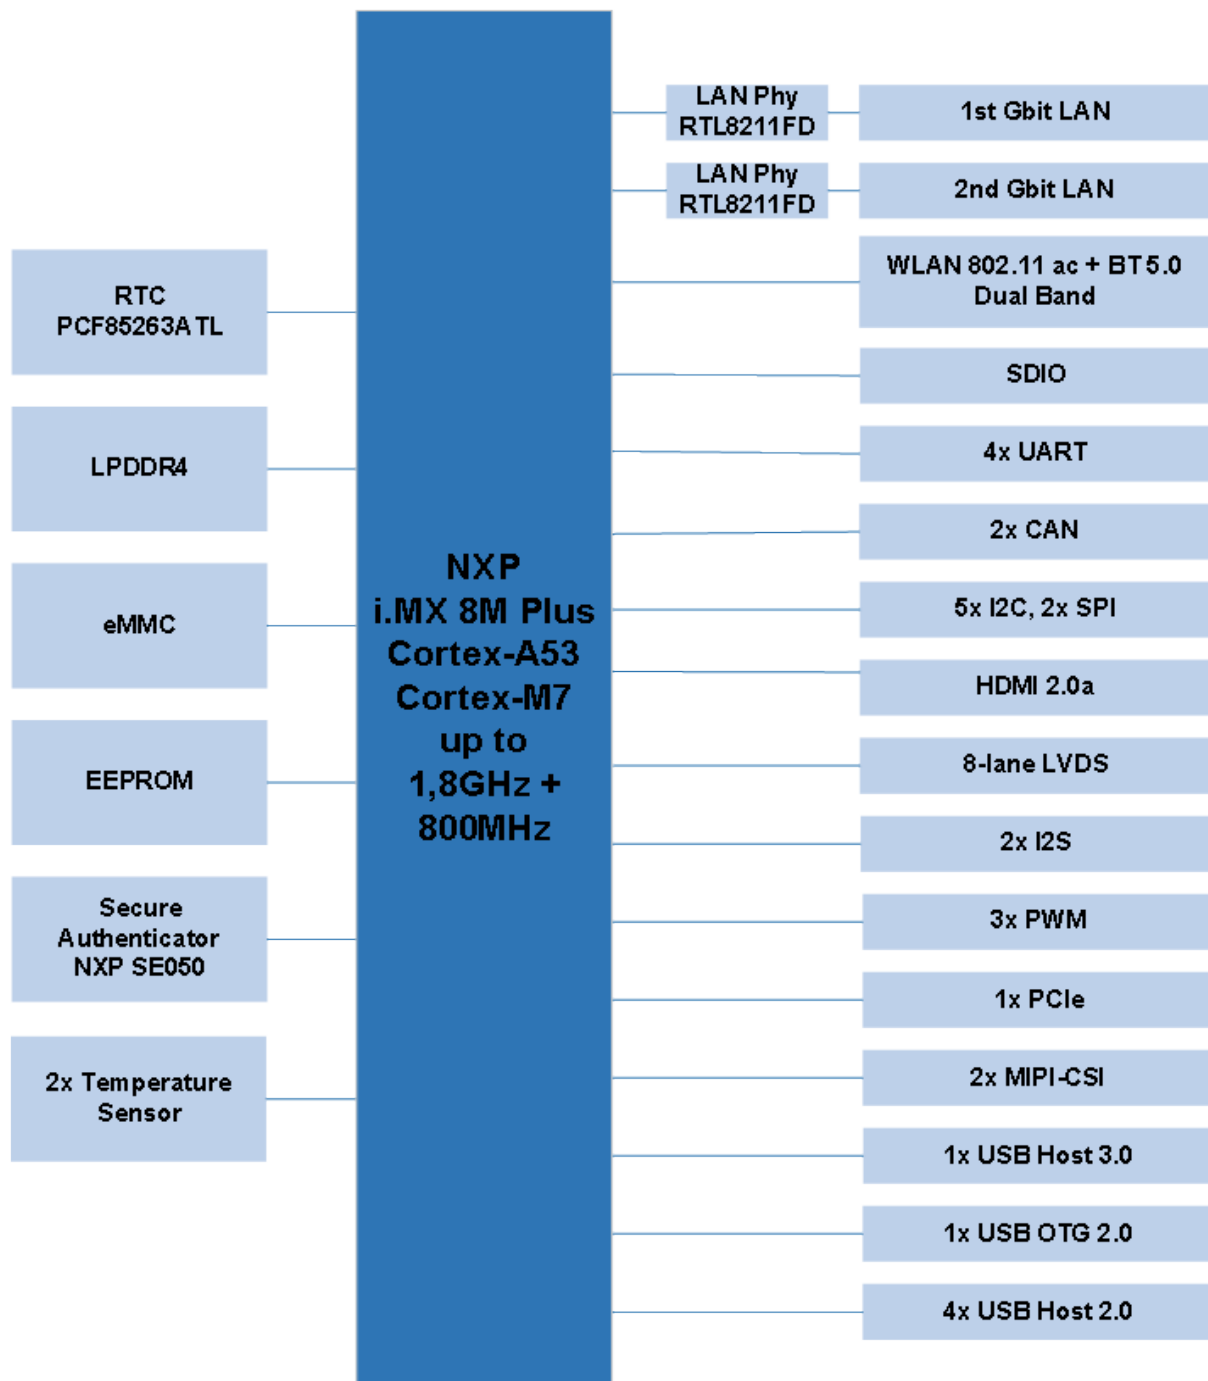 RTC
PCF85263ATL
LPDDR4
eMMC
EEPROM
Secure
Authenticator
NXP SE050
2x Temperature
Sensor
NXP
i.MX 8M Plus
Cortex-A53
Cortex-M7
up to
1,8GHz +
800MHz
LAN Phy
RTL8211FD
1st Gbit LAN
LAN Phy
RTL8211FD
2nd Gbit LAN
WLAN 802.11 ac + BT 5.0
Dual Band
SDIO
4x UART
2x CAN
5x I2C, 2x SPI
HDMI 2.0a
8-lane LVDS
2x I2S
3x PWM
1x PCIe
2x MIPI-CSI
1x USB Host 3.0
1x USB OTG 2.0
4x USB Host 2.0